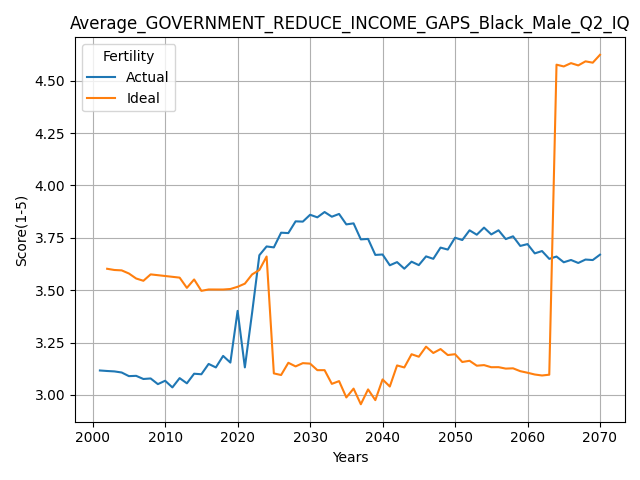 Average_GOVERNMENT_REDUCE_INCOME_GAPS_Black_Male_Q2_IQ
Fertility
Actual
Ideal
4.50
4.25
4.00
3.75
3.50
3.25
3.00
Score(1-5)
2000 2010 2020 2030 2040 2050 2060 2070
Years